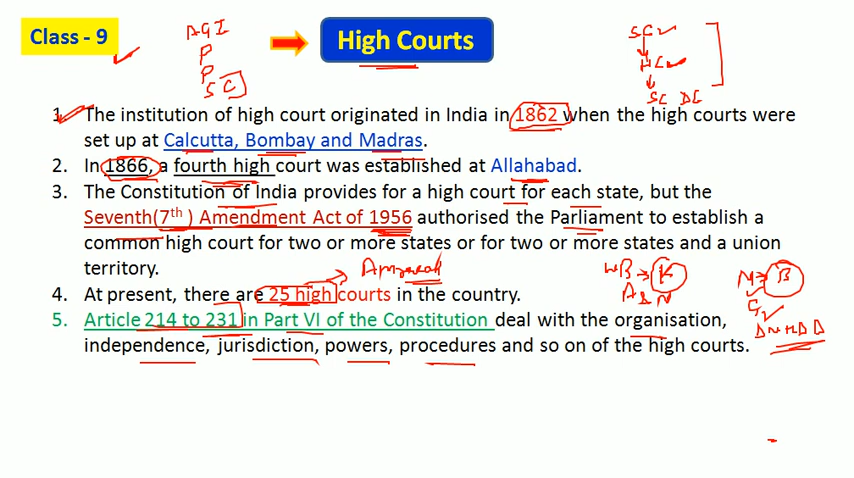 Class - 9
AGI
P
P
SC
High Courts
SC
HC
SC DC
1. The institution of high court originated in India in 1862 when the high courts were
set up at Calcutta, Bombay and Madras.
2. In 1866, a fourth high court was established at Allahabad.
3. The Constitution of India provides for a high court for each state, but the
Seventh(7th) Amendment Act of 1956 authorised the Parliament to establish a
common high court for two or more states or for two or more states and a union
territory.
WB → K
A & N
M → B
G
DNHDD
4. At present, there are 25 high courts in the country.
5. Article 214 to 231 in Part VI of the Constitution deal with the organisation,
independence, jurisdiction, powers, procedures and so on of the high courts.